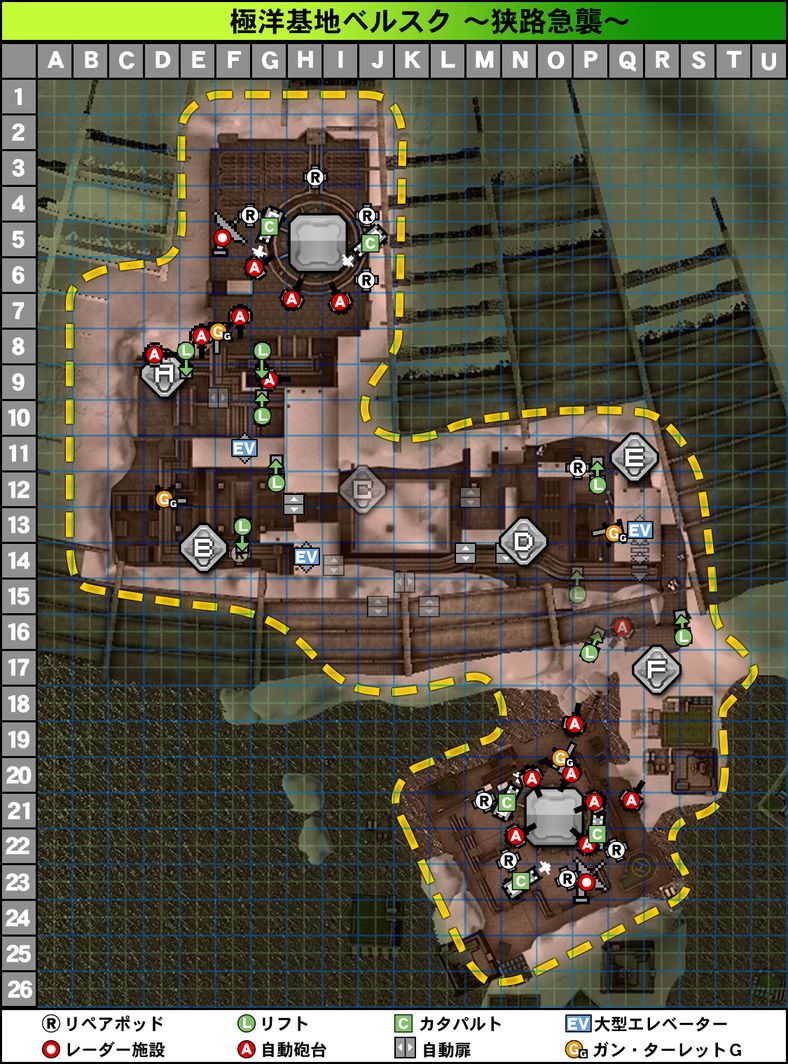 極洋基地ベルスク ～狭路急襲～
A B C D E F G H I J K L M N O P Q R S T U
1
2
3
R
4
R C R
5
C
6
A R
7
A A
A
8
A G G L L
A
9
A A
10
L
11
EV E
R
12
L C L
G G
13
L G G EV
B D
14
R EV
15
L
16
A L
L
17
F
18
19
A
20
G G
A A
21
R C A A
22
A C
A R
23
R R
C
24
25
26
R リペアポッド L リフト C カタパルト EV 大型エレベーター
レーダー施設 A 自動砲台 自動扉 G G ガン・ターレットG